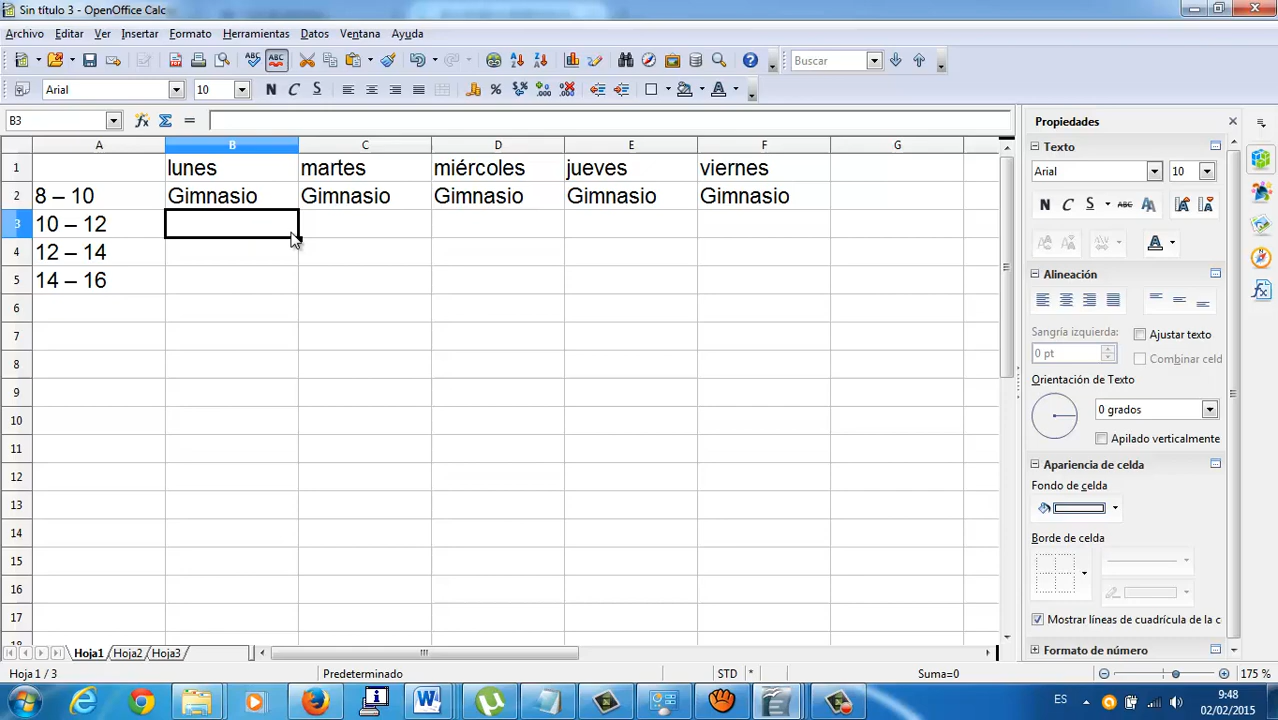 Sin título 3 - OpenOffice Calc
Archivo Editar Ver Insertar Formato Herramientas Datos Ventana Ayuda
Buscar
Arial 10
B3
Propiedades
A B C D E F G
Texto
1 lunes martes miércoles jueves viernes
Arial 10
2 8 – 10 Gimnasio Gimnasio Gimnasio Gimnasio Gimnasio
3 10 – 12
4 12 – 14
5 14 – 16
Alineación
6
Sangría izquierda: Ajustar texto
7
0 pt Combinar celd
8
Orientación de Texto
9
0 grados
10
Apilado verticalmente
11
Apariencia de celda
12
Fondo de celda
13
14
Borde de celda
15
16
17
Mostrar líneas de cuadrícula de la c
18
Hoja1 Hoja2 Hoja3
Formato de número
Hoja 1 / 3 Predeterminado STD * Suma=0 175 %
ES 9:48
02/02/2015